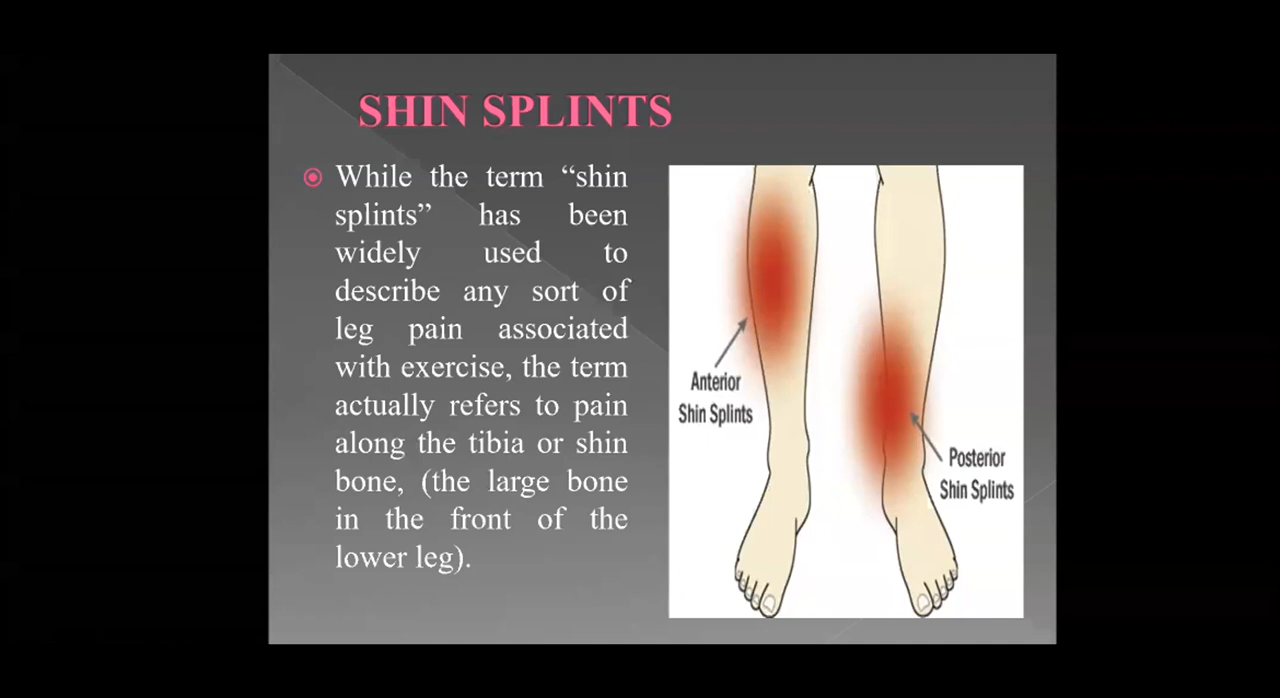 SHIN SPLINTS
While the term “shin
splints” has been
widely used to
describe any sort of
leg pain associated
with exercise, the term
actually refers to pain
along the tibia or shin
bone, (the large bone
in the front of the
lower leg).
Anterior
Shin Splints
Posterior
Shin Splints